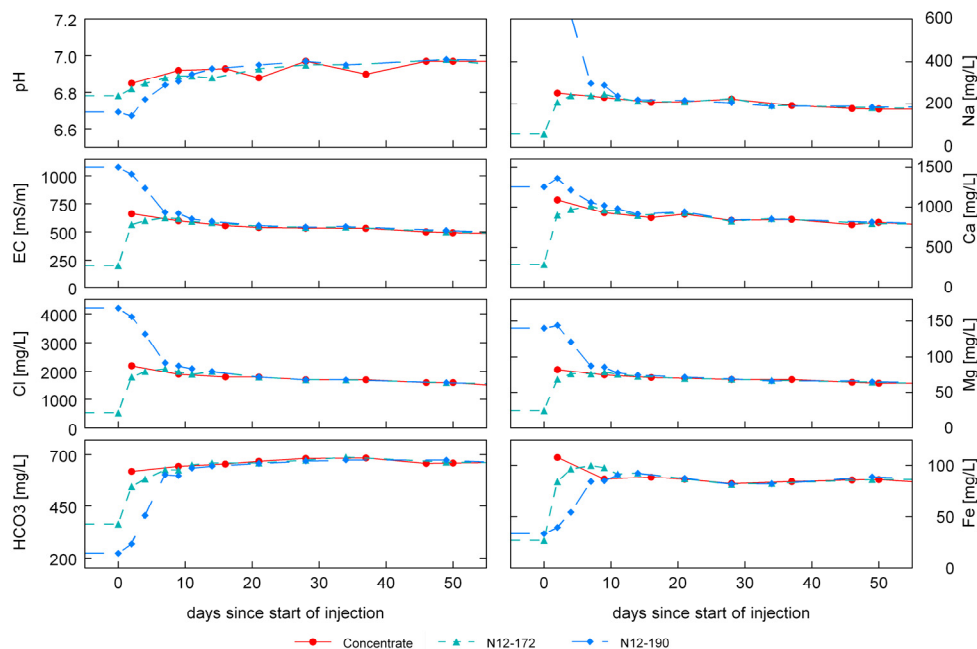 7.2
7.0
6.8
6.6
pH
600
400
200
0
Na [mg/L]
1000
750
500
250
0
EC [mS/m]
1500
1000
500
0
Ca [mg/L]
4000
3000
2000
1000
0
Cl [mg/L]
150
100
50
0
Mg [mg/L]
700
450
200
HCO3 [mg/L]
100
50
0
Fe [mg/L]
0 10 20 30 40 50
0 10 20 30 40 50
days since start of injection
days since start of injection
Concentrate N12-172 N12-190